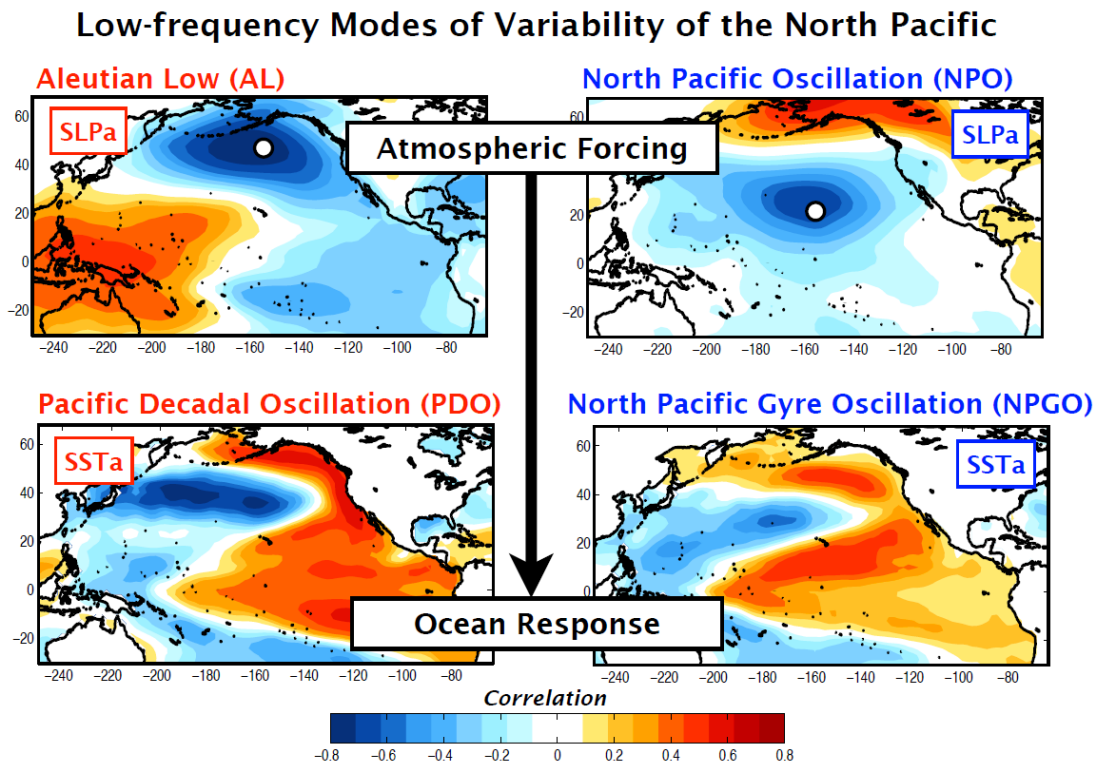 Low-frequency Modes of Variability of the North Pacific
Aleutian Low (AL)
North Pacific Oscillation (NPO)
60
SLPa
40
20
0
−20
−240 −220 −200 −180 −160 −140 −120 −100 −80
60
SLPa
40
20
0
−20
−240 −220 −200 −180 −160 −140 −120 −100 −80
Atmospheric Forcing
Pacific Decadal Oscillation (PDO)
North Pacific Gyre Oscillation (NPGO)
60
SSTa
40
20
0
−20
−240 −220 −200 −180 −160 −140 −120 −100 −80
60
SSTa
40
20
0
−20
−240 −220 −200 −180 −160 −140 −120 −100 −80
Ocean Response
Correlation
−0.8 −0.6 −0.4 −0.2 0 0.2 0.4 0.6 0.8